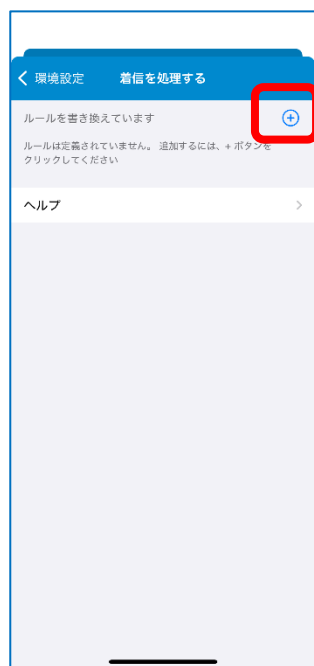 環境設定 着信を処理する
ルールを書き換えています
ルールは定義されていません。 追加するには、+ ボタンを
クリックしてください
ヘルプ